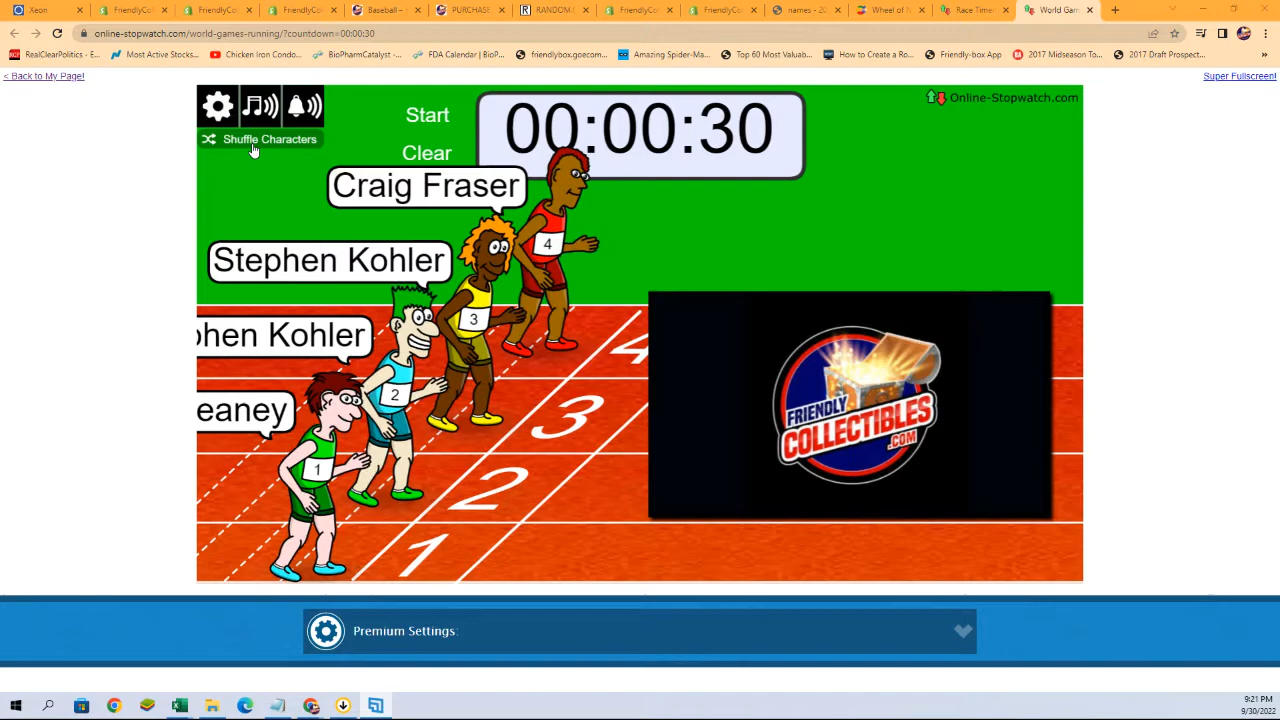 Xeon
FriendlyCo
FriendlyCo
FriendlyCo
Baseball –
PURCHASE
RANDOM
FriendlyCo
FriendlyCo
FriendlyCo
names - 20
Wheel of N
Race Timer
World Gam
online-stopwatch.com/world-games-running/?countdown=00:00:30
RealClearPolitics - E...
Most Active Stocks...
Chicken Iron Condo...
BioPharmCatalyst -...
FDA Calendar | BioP...
friendlybox.goecom...
Amazing Spider-Ma...
Top 60 Most Valuab...
How to Create a Ro...
Friendly-box App
2017 Midseason To...
2017 Draft Prospect...
< Back to My Page!
Super Fullscreen!
Start
Clear
00:00:30
Online-Stopwatch.com
Shuffle Characters
Craig Fraser
Stephen Kohler
phen Kohler
eaney
4
3
2
1
4
3
2
1
FRIENDLY
COLLECTIBLES
.COM
Premium Settings:
9:21 PM
9/30/2022